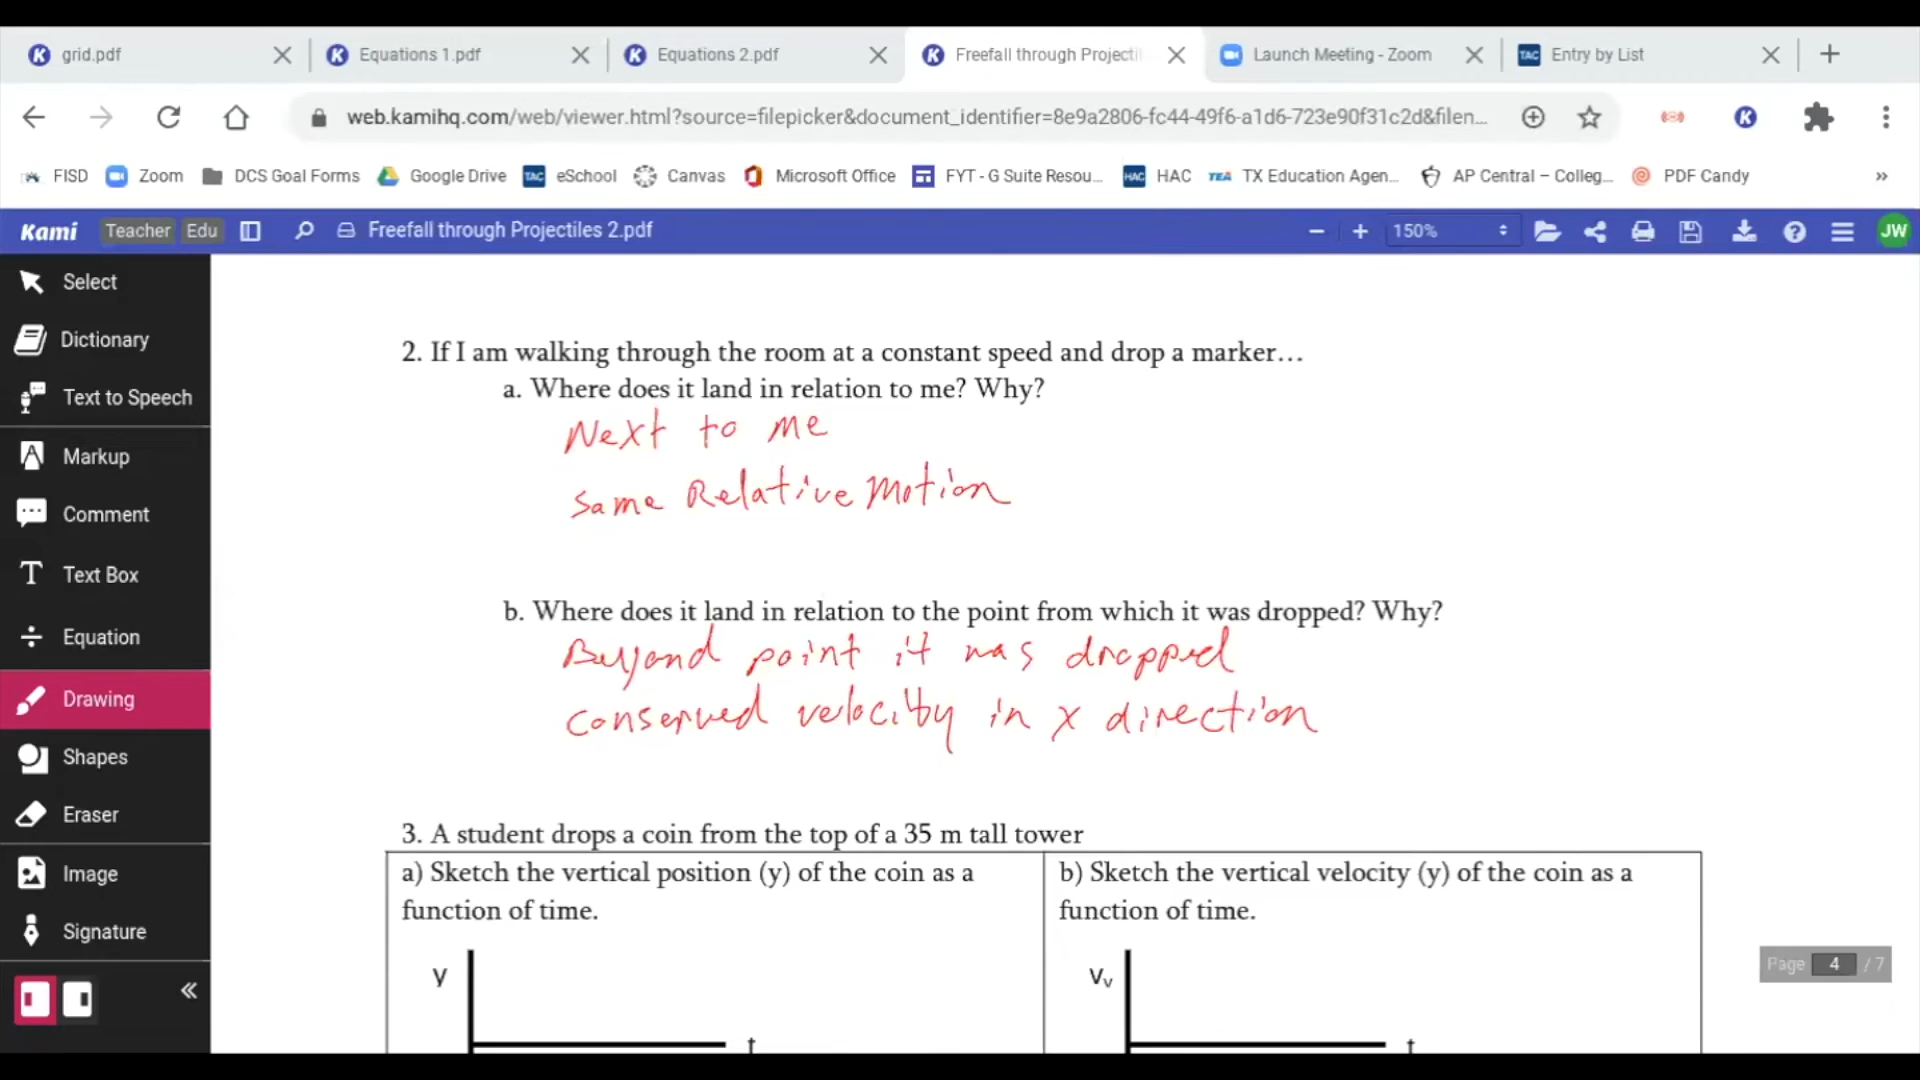 grid.pdf
Equations 1.pdf
Equations 2.pdf
Freefall through Projecti
Launch Meeting - Zoom
TAC Entry by List
web.kamihq.com/web/viewer.html?source=filepicker&document_identifier=8e9a2806-fc44-49f6-a1d6-723e90f31c2d&filen...
FISD
Zoom
DCS Goal Forms
Google Drive
TAC eSchool
Canvas
Microsoft Office
FYT - G Suite Resou...
HAC HAC
TEA TX Education Agen...
AP Central – Colleg...
PDF Candy
»
Kami Teacher Edu Freefall through Projectiles 2.pdf
150%
JW
Select
Dictionary
Text to Speech
Markup
Comment
Text Box
Equation
Drawing
Shapes
Eraser
Image
Signature
2. If I am walking through the room at a constant speed and drop a marker...
a. Where does it land in relation to me? Why?
Next to me
same Relative Motion
b. Where does it land in relation to the point from which it was dropped? Why?
Beyond point it was dropped
conserved velocity in x direction
3. A student drops a coin from the top of a 35 m tall tower
a) Sketch the vertical position (y) of the coin as a
function of time.
y
t
b) Sketch the vertical velocity (y) of the coin as a
function of time.
Vv
t
Page 4 / 7